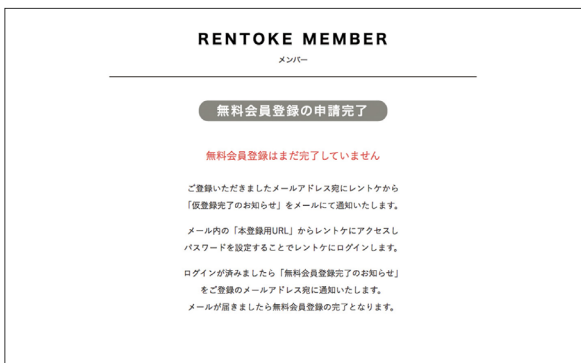 RENTOKE MEMBER
メンバー
無料会員登録の申請完了
無料会員登録はまだ完了していません
ご登録いただきましたメールアドレス宛にレントケから
「仮登録完了のお知らせ」をメールにて通知いたします。
メール内の「本登録用URL」からレントケにアクセスし
パスワードを設定することでレントケにログインします。
ログインが済みましたら「無料会員登録完了のお知らせ」
をご登録のメールアドレス宛に通知いたします。
メールが届きましたら無料会員登録の完了となります。